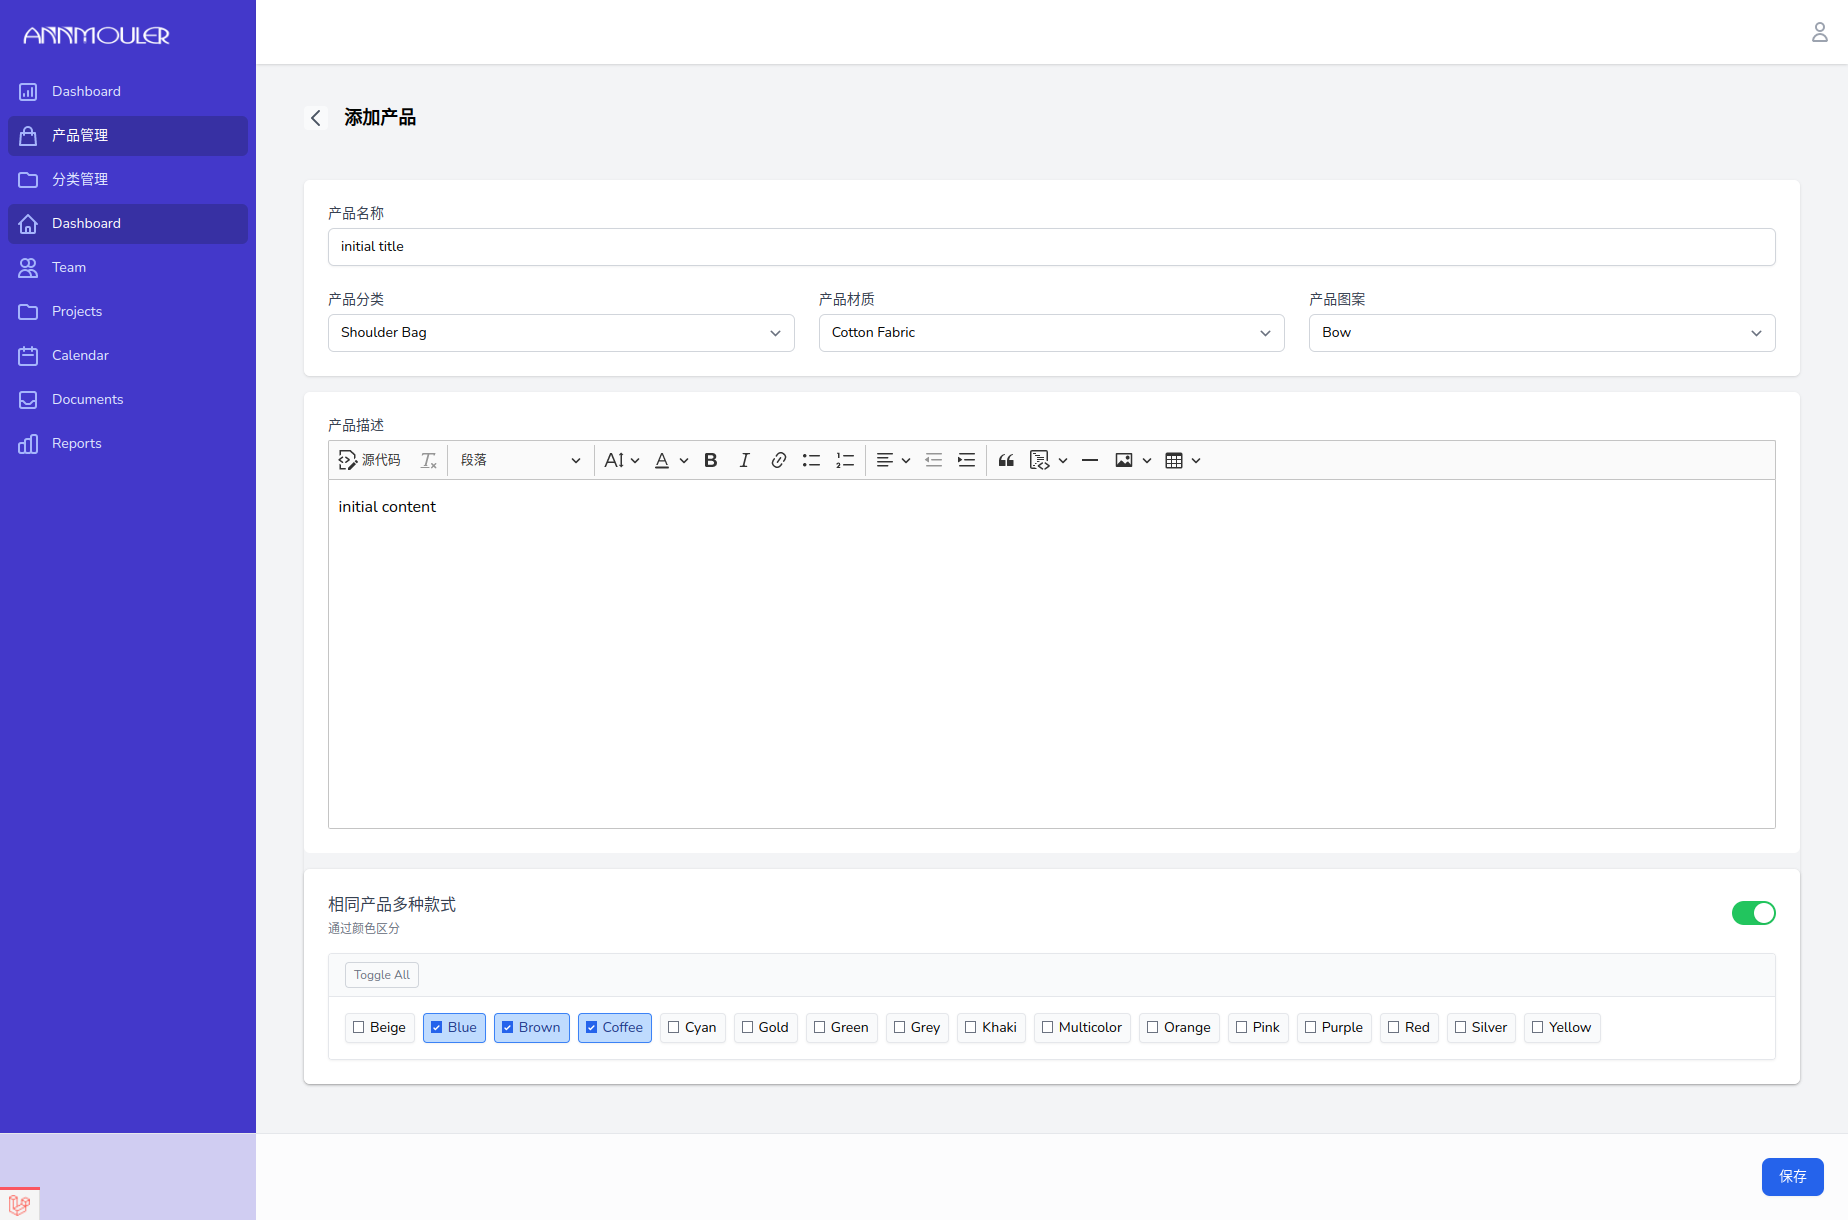 ANNMOULER
Dashboard
产品管理
分类管理
Dashboard
Team
Projects
Calendar
Documents
Reports
添加产品
产品名称
initial title
产品分类 产品材质 产品图案
Shoulder Bag Cotton Fabric Bow
产品描述
源代码 段落
initial content
相同产品多种款式
通过颜色区分
Toggle All
Beige Blue Brown Coffee Cyan Gold Green Grey Khaki Multicolor Orange Pink Purple Red Silver Yellow
保存